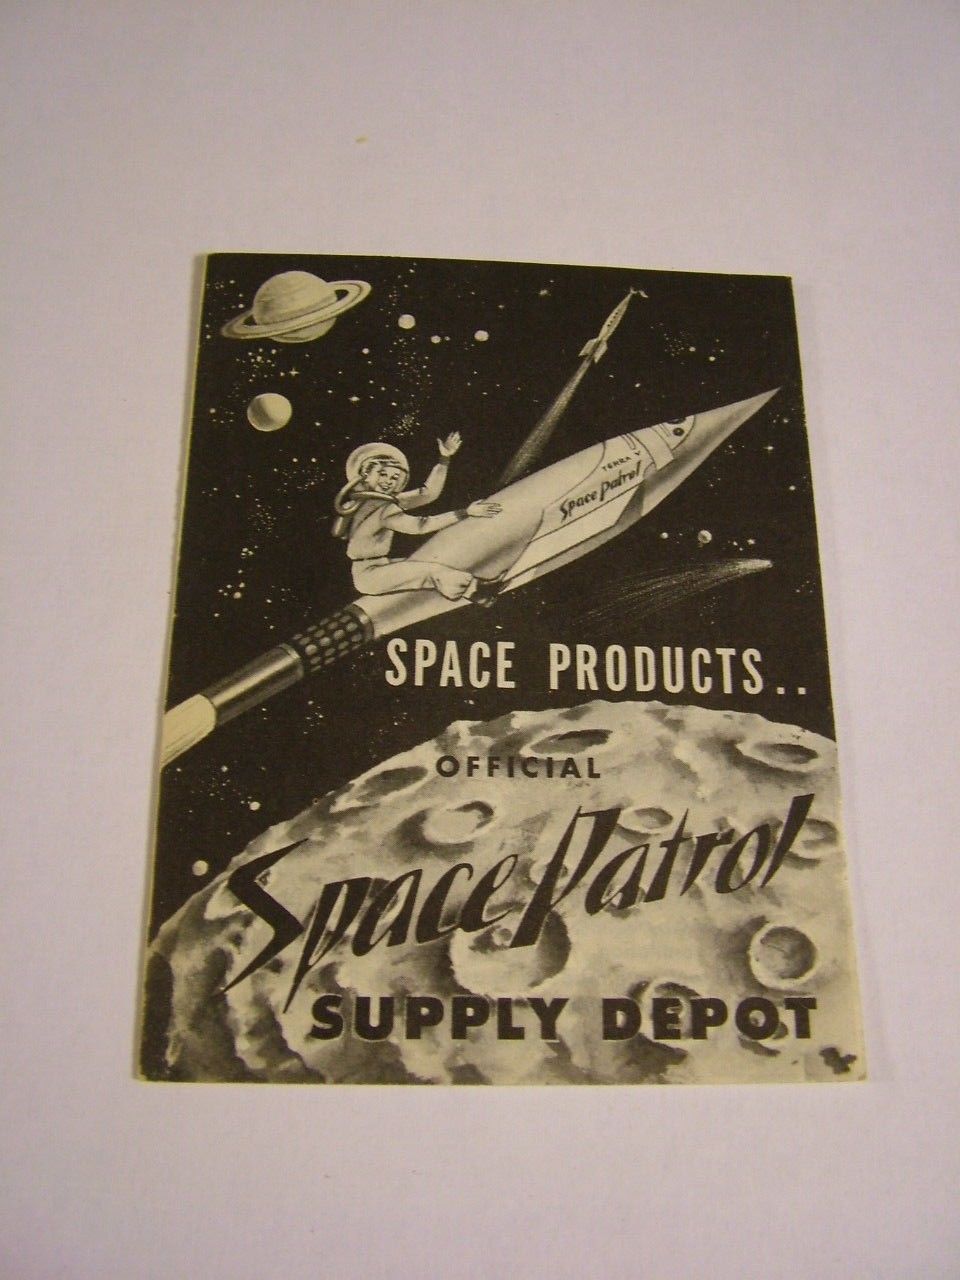 TERRA V
Space Patrol
SPACE PRODUCTS..
OFFICIAL
Space Patrol
SUPPLY DEPOT